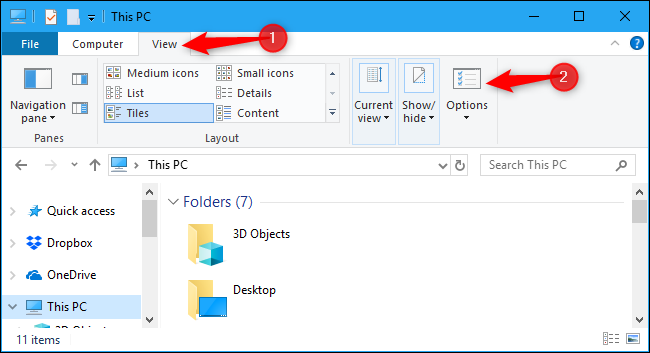 This PC
File Computer View 1
Medium icons Small icons
List Details
Tiles Content
Navigation pane
Current view
Show/ hide
Options
2
Panes Layout
This PC
Search This PC
Quick access
Dropbox
OneDrive
This PC
3D Objects
Folders (7)
3D Objects
Desktop
11 items